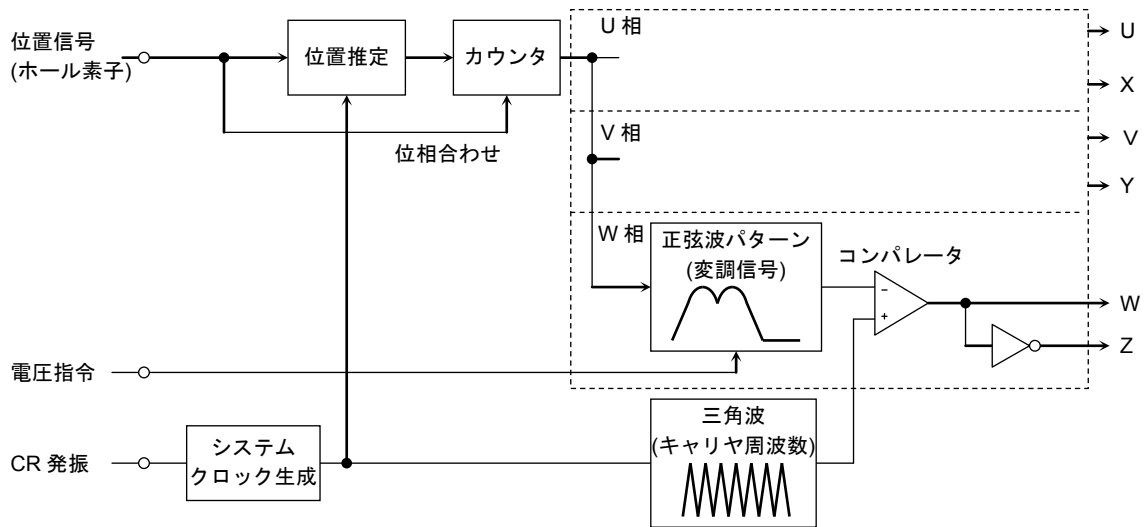 位置信号
(ホール素子)
位置推定
カウンタ
位相合わせ
U 相
U
X
V 相
V
Y
W 相
正弦波パターン
(変調信号)
コンパレータ
-
+
W
Z
電圧指令
CR 発振
システム
クロック生成
三角波
(キャリヤ周波数)